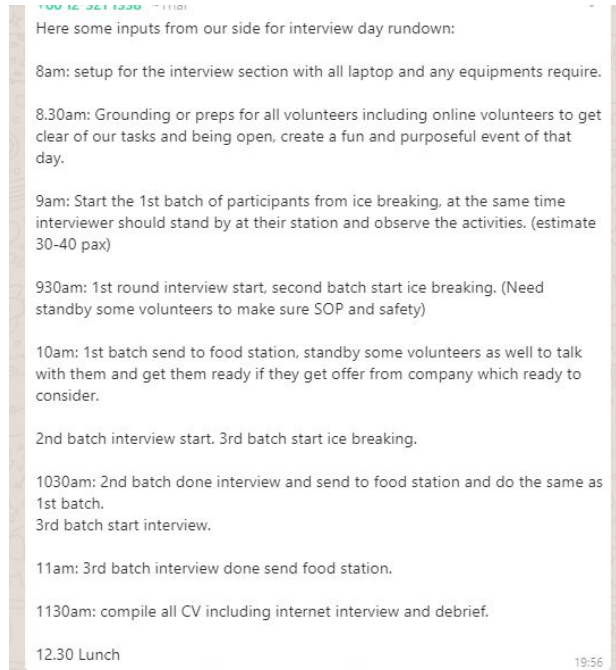 Here some inputs from our side for interview day rundown:
8am: setup for the interview section with all laptop and any equipments require.
8.30am: Grounding or preps for all volunteers including online volunteers to get
clear of our tasks and being open, create a fun and purposeful event of that
day.
9am: Start the 1st batch of participants from ice breaking, at the same time
interviewer should stand by at their station and observe the activities. (estimate
30-40 pax)
930am: 1st round interview start, second batch start ice breaking. (Need
standby some volunteers to make sure SOP and safety)
10am: 1st batch send to food station, standby some volunteers as well to talk
with them and get them ready if they get offer from company which ready to
consider.
2nd batch interview start. 3rd batch start ice breaking.
1030am: 2nd batch done interview and send to food station and do the same as
1st batch.
3rd batch start interview.
11am: 3rd batch interview done send food station.
1130am: compile all CV including internet interview and debrief.
12.30 Lunch
19:56